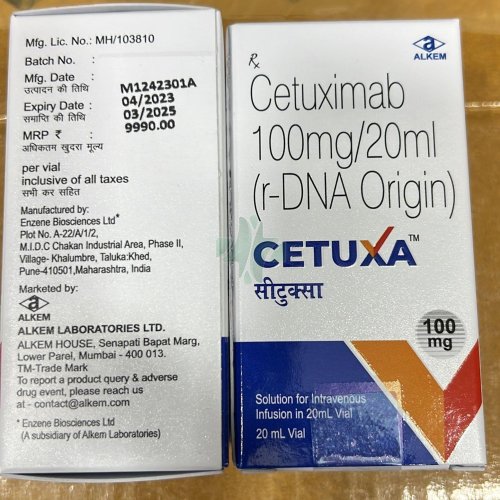 Mfg. Lic. No.: MH/103810
Batch No. :
Mfg. Date :
उत्पादन की तिथि
Expiry Date :
समाप्ति की तिथि
MRP ₹ :
अधिकतम खुदरा मूल्य
M1242301A
04/2023
03/2025
9990.00
per vial
inclusive of all taxes
सभी कर सहित
Manufactured by:
Enzene Biosciences Ltd*
Plot No. A-22/A/1/2,
M.I.D.C Chakan Industrial Area, Phase II,
Village- Khalumbre, Taluka:Khed,
Pune-410501,Maharashtra, India
Marketed by:
ALKEM
ALKEM LABORATORIES LTD.
ALKEM HOUSE, Senapati Bapat Marg,
Lower Parel, Mumbai - 400 013.
TM-Trade Mark
To report a product query & adverse
drug event, please reach us
at - contact@alkem.com
* Enzene Biosciences Ltd
(A subsidiary of Alkem Laboratories)
ALKEM
Rx
Cetuximab
100mg/20ml
(r-DNA Origin)
CETUXA™
सीटुक्सा
100
mg
Solution for Intravenous
Infusion in 20mL Vial
20 mL Vial